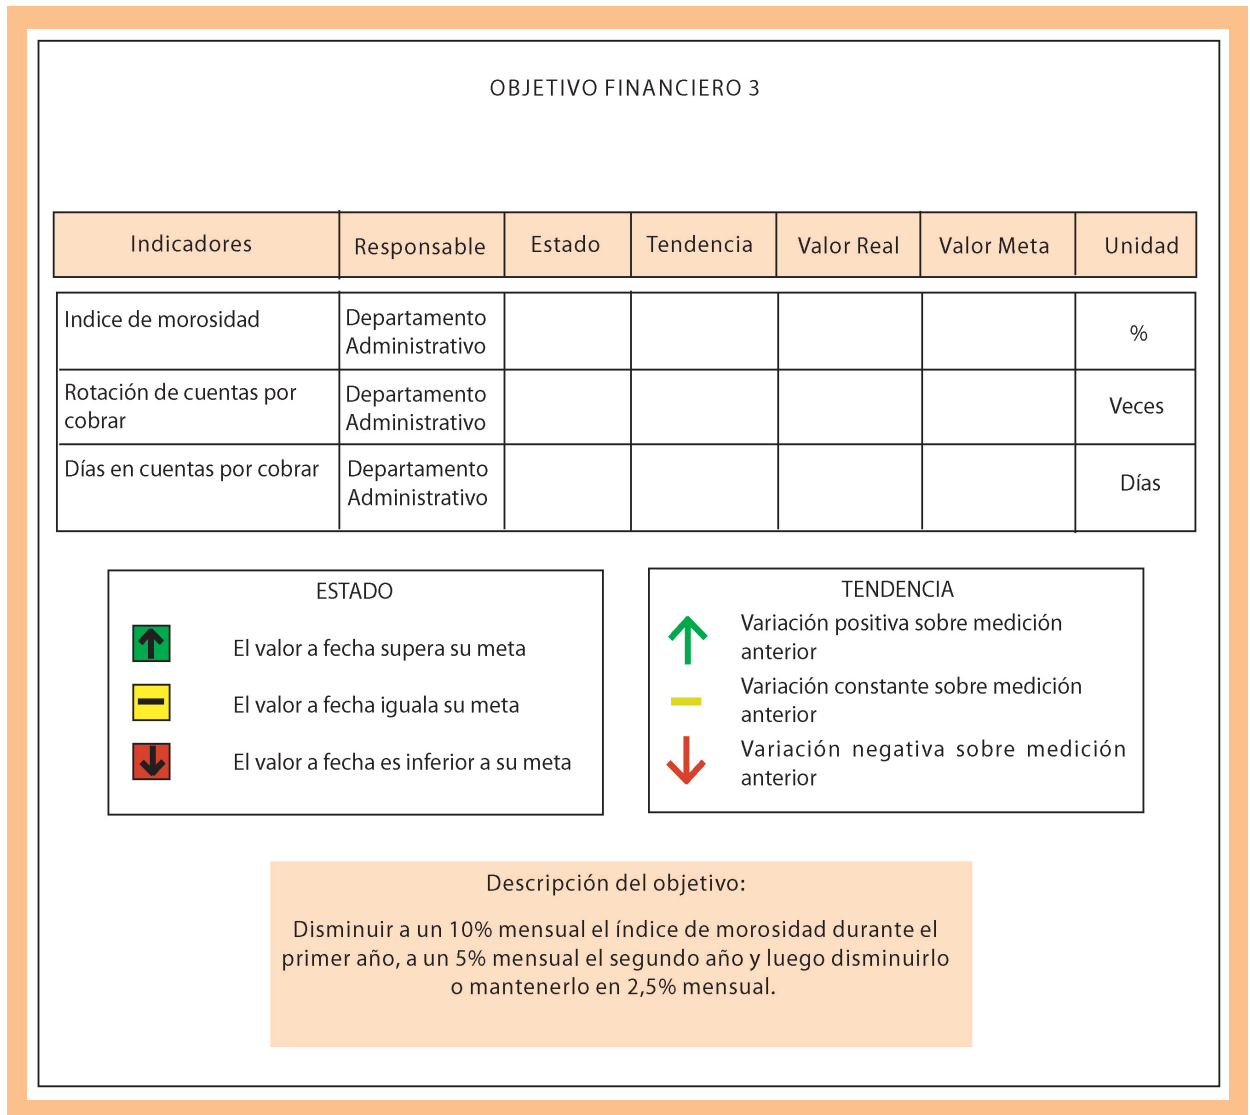 OBJETIVO FINANCIERO 3
Indicadores Responsable Estado Tendencia Valor Real Valor Meta Unidad
Indice de morosidad
Departamento
Administrativo
%
Rotación de cuentas por
cobrar
Departamento
Administrativo
Veces
Días en cuentas por cobrar
Departamento
Administrativo
Días
ESTADO
El valor a fecha supera su meta
El valor a fecha iguala su meta
El valor a fecha es inferior a su meta
TENDENCIA
Variación positiva sobre medición
anterior
Variación constante sobre medición
anterior
Variación negativa sobre medición
anterior
Descripción del objetivo:
Disminuir a un 10% mensual el índice de morosidad durante el
primer año, a un 5% mensual el segundo año y luego disminuirlo
o mantenerlo en 2,5% mensual.